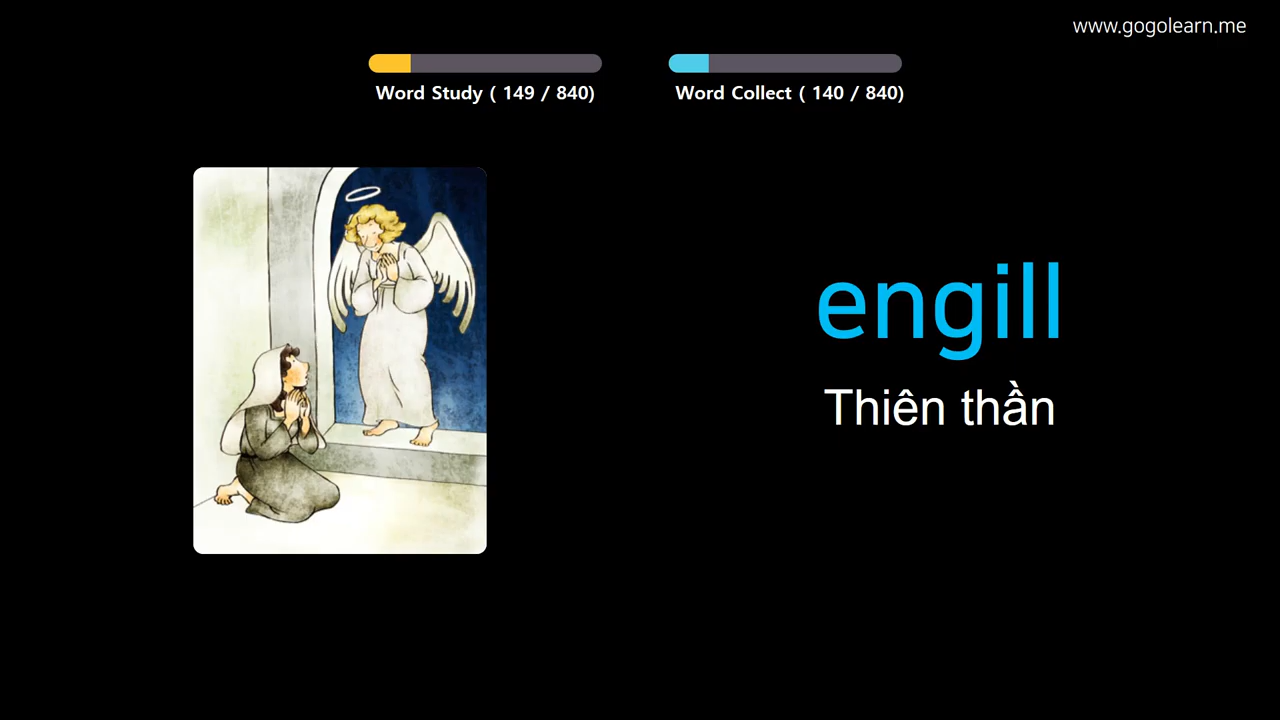 www.gogolearn.me
Word Study ( 149 / 840)
Word Collect ( 140 / 840)
engill
Thiên thần